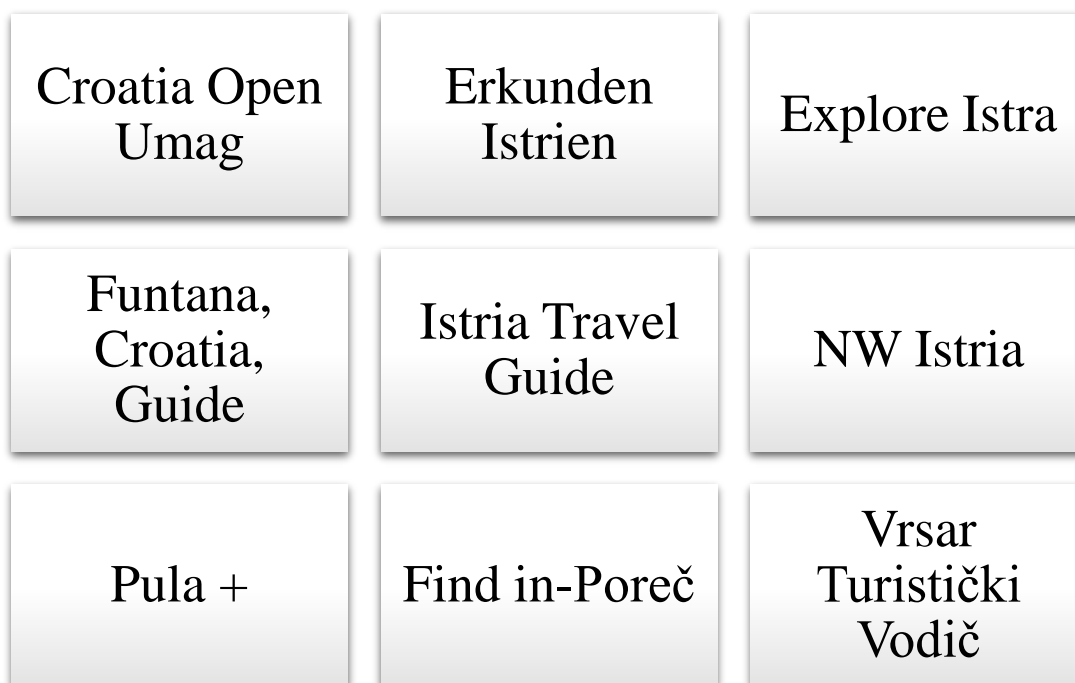 Croatia Open
Umag
Erkunden
Istrien
Explore Istra
Funtana,
Croatia,
Guide
Istria Travel
Guide
NW Istria
Pula +
Find in-Poreč
Vrsar
Turistički
Vodič